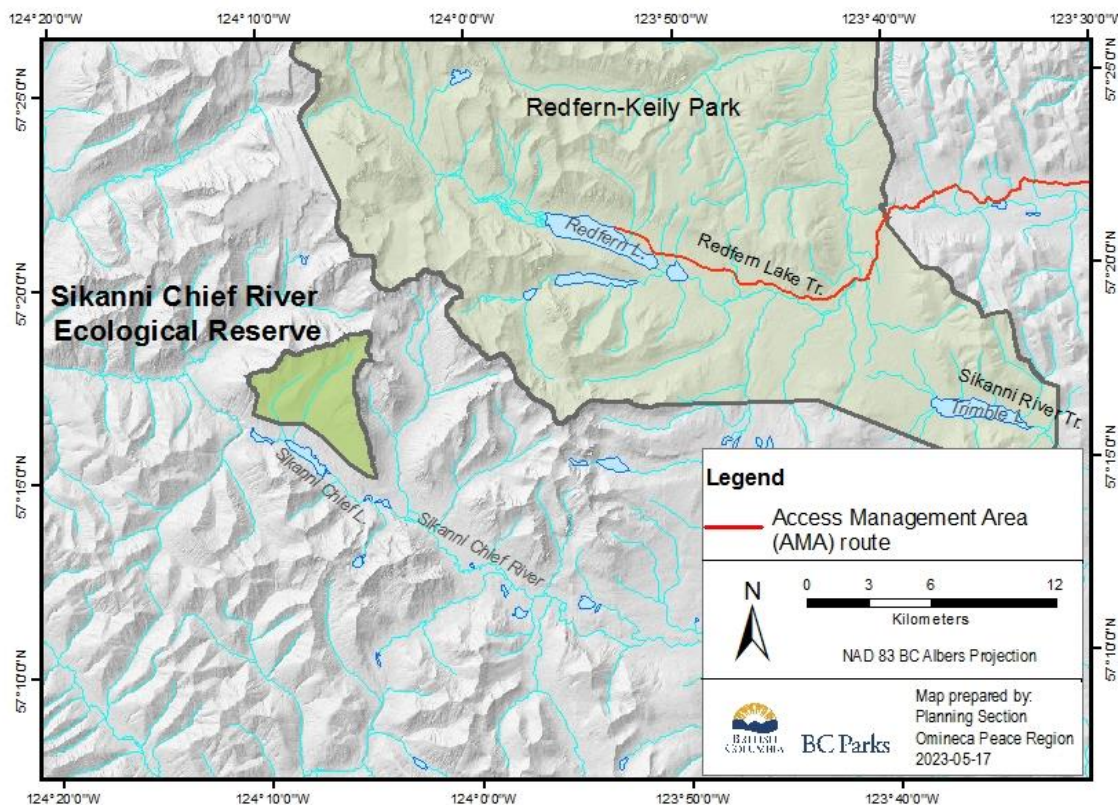 124°20'0"W 124°10'0"W 124°0'0"W 123°50'0"W 123°40'0"W 123°30'0"W
57°25'0"N
57°25'0"N
Redfern-Keily Park
Redfern L.
Redfern Lake Tr.
57°20'0"N
57°20'0"N
Sikanni Chief River
Ecological Reserve
Sikanni River Tr.
Trimble L.
57°15'0"N
57°15'0"N
Sikanni Chief L.
Sikanni Chief River
57°10'0"N
57°10'0"N
Legend
Access Management Area
(AMA) route
N
0 3 6 12
Kilometers
NAD 83 BC Albers Projection
BRITISH
COLUMBIA
BC Parks
Map prepared by:
Planning Section
Omineca Peace Region
2023-05-17
124°20'0"W 124°10'0"W 124°0'0"W 123°50'0"W 123°40'0"W